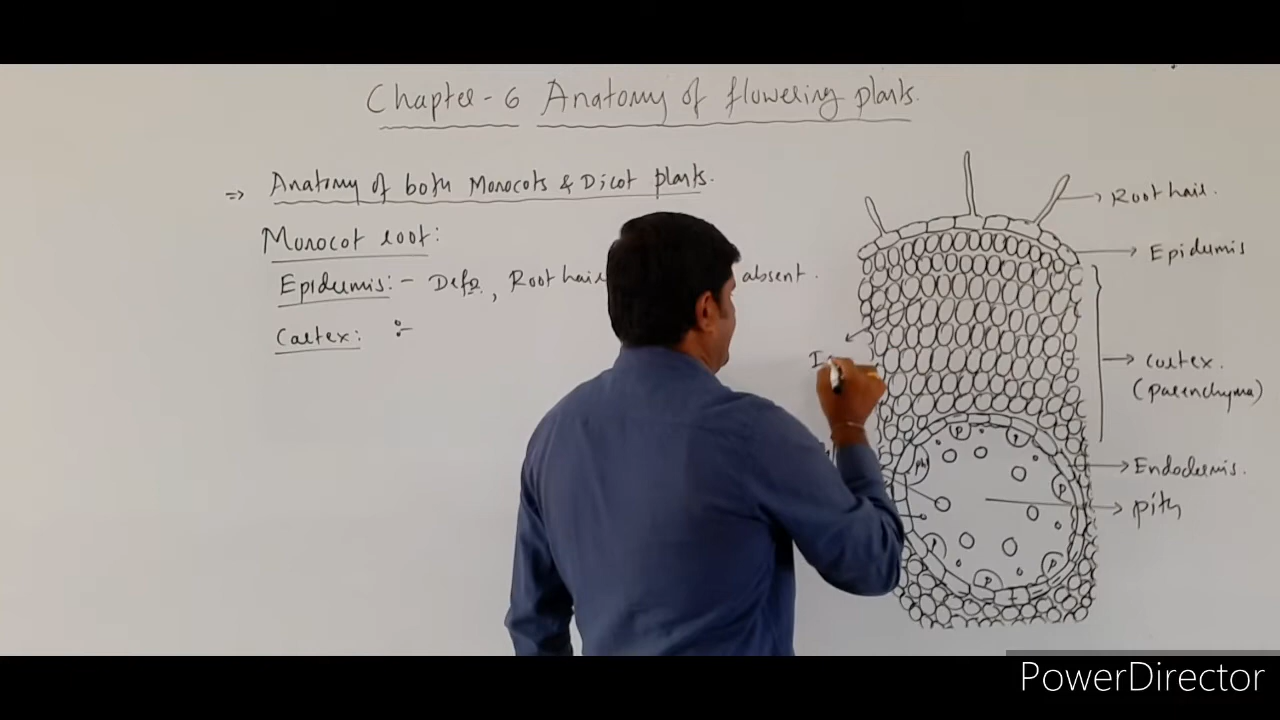 Chapter-6 Anatomy of flowering plants.
⇒ Anatomy of both Monocots & Dicot plants.
Monocot root:
Epidermis:- Defn, Root hair absent.
Cortex: :-
Root hair.
Epidermis
cortex.
(parenchyma)
Endodermis.
pith
P
P
ph
P
P
P
P
PowerDirector